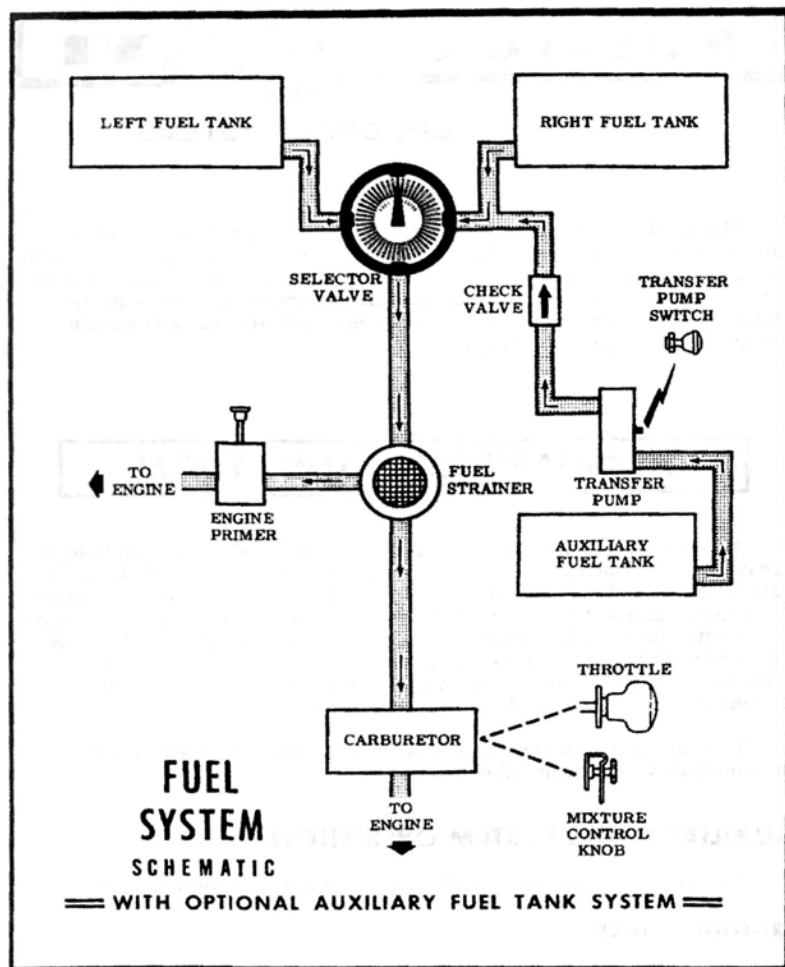 LEFT FUEL TANK
RIGHT FUEL TANK
SELECTOR
VALVE
CHECK
VALVE
TRANSFER
PUMP
SWITCH
TO
ENGINE
ENGINE
PRIMER
FUEL
STRAINER
TRANSFER
PUMP
AUXILIARY
FUEL TANK
THROTTLE
CARBURETOR
TO
ENGINE
MIXTURE
CONTROL
KNOB
FUEL
SYSTEM
SCHEMATIC
WITH OPTIONAL AUXILIARY FUEL TANK SYSTEM